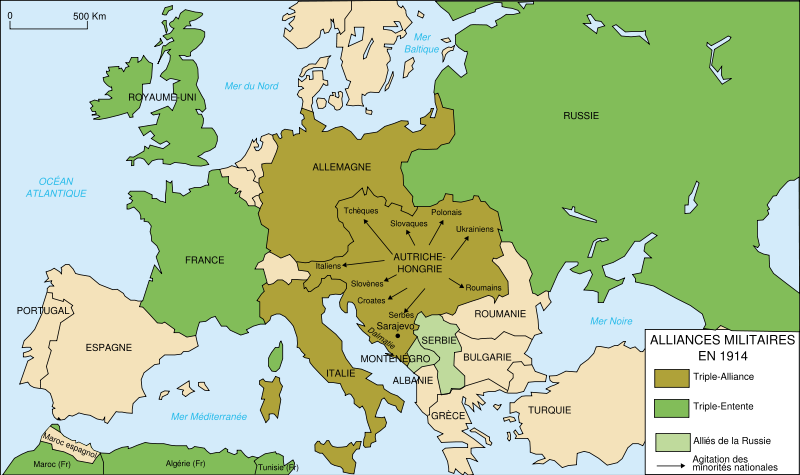 0 500 Km
Mer
Baltique
Mer du Nord
ROYAUME-UNI
RUSSIE
ALLEMAGNE
OCÉAN
ATLANTIQUE
Tchèques
Polonais
Slovaques
Ukrainiens
FRANCE
AUTRICHE-
HONGRIE
Italiens
Slovènes
Roumains
Croates
PORTUGAL
Serbes
ROUMANIE
Sarajevo
Mer Noire
Dalmatie
SERBIE
ESPAGNE
MONTÉNÉGRO
BULGARIE
ITALIE
ALBANIE
Mer Méditerranée
GRÈCE
TURQUIE
Maroc espagnol
Maroc (Fr)
Algérie (Fr)
Tunisie (Fr)
ALLIANCES MILITAIRES
EN 1914
Triple-Alliance
Triple-Entente
Alliés de la Russie
Agitation des
minorités nationales